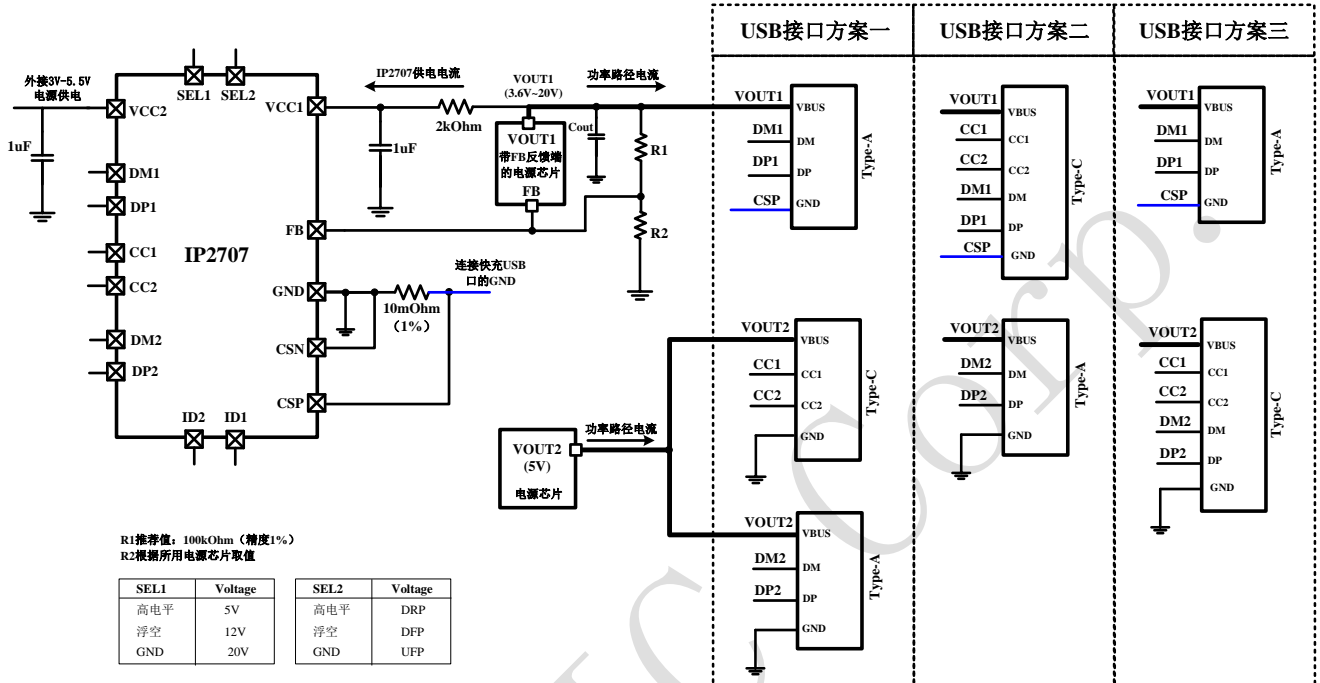 USB接口方案一
USB接口方案二
USB接口方案三
外接3V-5.5V
电源供电
VCC2
1uF
DM1
DP1
CC1
CC2
DM2
DP2
SEL1
SEL2
IP2707
VCC1
FB
GND
CSN
CSP
ID2
ID1
IP2707供电电流
2kOhm
1uF
VOUT1
(3.6V~20V)
功率路径电流
VOUT1
带FB反馈端
的电源芯片
FB
Cout
R1
R2
10mOhm
(1%)
连接快充USB
口的GND
VOUT2
(5V)
电源芯片
功率路径电流
VOUT1
VBUS
DM1
DM
DP1
DP
CSP
GND
Type-A
VOUT2
VBUS
CC1
CC1
CC2
CC2
GND
Type-C
VOUT2
VBUS
DM2
DM
DP2
DP
GND
Type-A
VOUT1
VBUS
CC1
CC1
CC2
CC2
DM1
DM
DP1
DP
CSP
GND
Type-C
VOUT2
VBUS
DM2
DM
DP2
DP
GND
Type-A
VOUT1
VBUS
DM1
DM
DP1
DP
CSP
GND
Type-A
VOUT2
VBUS
CC1
CC1
CC2
CC2
DM2
DM
DP2
DP
GND
Type-C
R1推荐值：100kOhm（精度1%）
R2根据所用电源芯片取值
SEL1 Voltage
高电平 5V
浮空 12V
GND 20V
SEL2 Voltage
高电平 DRP
浮空 DFP
GND UFP
C Corp.